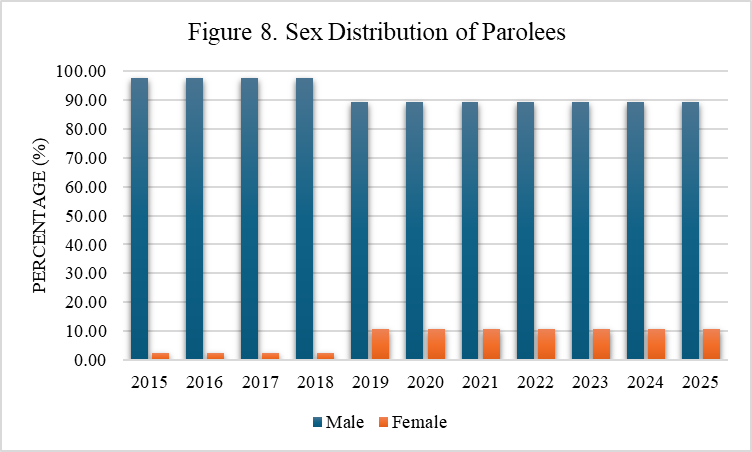 Figure 8. Sex Distribution of Parolees
PERCENTAGE (%)
100.00
90.00
80.00
70.00
60.00
50.00
40.00
30.00
20.00
10.00
0.00
2015 2016 2017 2018 2019 2020 2021 2022 2023 2024 2025
Male Female